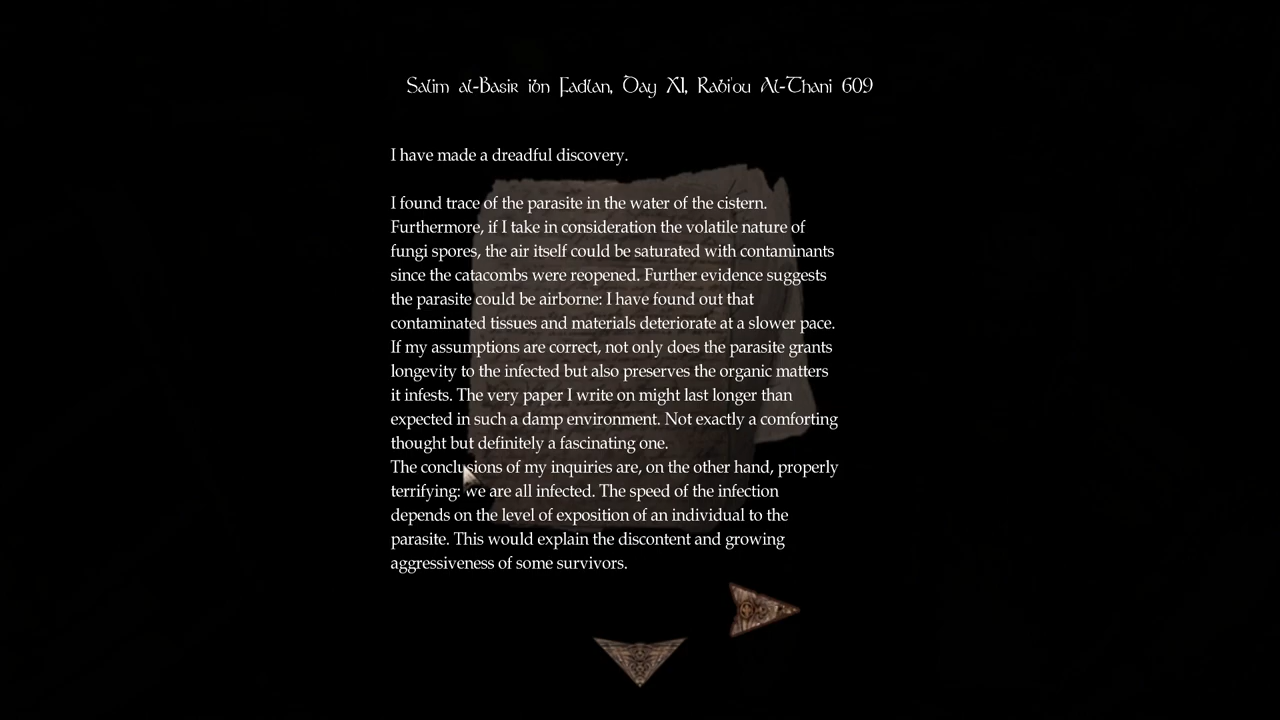 Salim al-Basir ibn Fadlan, Day XI, Rabi'ou Al-Thani 609
I have made a dreadful discovery.
I found trace of the parasite in the water of the cistern.
Furthermore, if I take in consideration the volatile nature of
fungi spores, the air itself could be saturated with contaminants
since the catacombs were reopened. Further evidence suggests
the parasite could be airborne: I have found out that
contaminated tissues and materials deteriorate at a slower pace.
If my assumptions are correct, not only does the parasite grants
longevity to the infected but also preserves the organic matters
it infests. The very paper I write on might last longer than
expected in such a damp environment. Not exactly a comforting
thought but definitely a fascinating one.
The conclusions of my inquiries are, on the other hand, properly
terrifying: we are all infected. The speed of the infection
depends on the level of exposition of an individual to the
parasite. This would explain the discontent and growing
aggressiveness of some survivors.